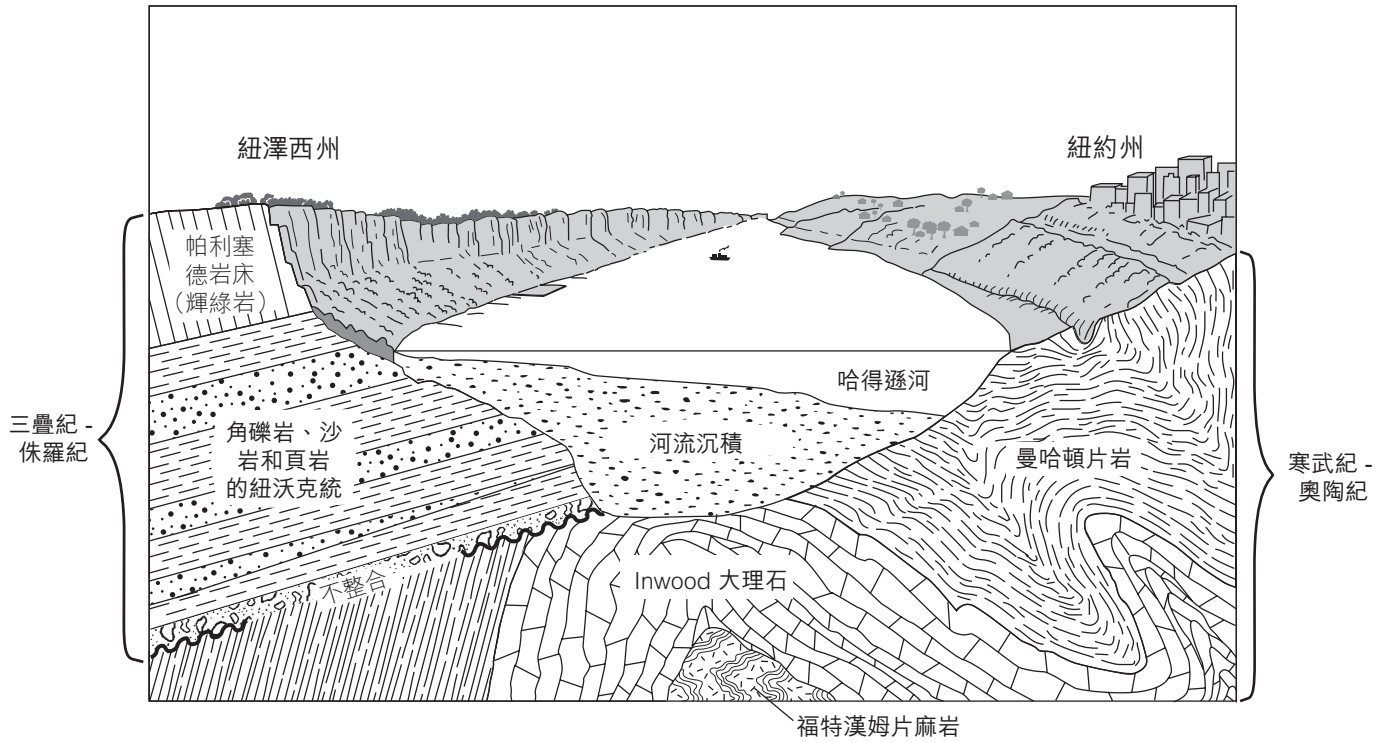 紐澤西州
紐約州
帕利塞
德岩床
（輝綠岩）
哈得遜河
三疊紀 -
侏羅紀
角礫岩、沙
岩和頁岩
的紐沃克統
河流沉積
曼哈頓片岩
寒武紀 -
奧陶紀
不整合
Inwood 大理石
福特漢姆片麻岩